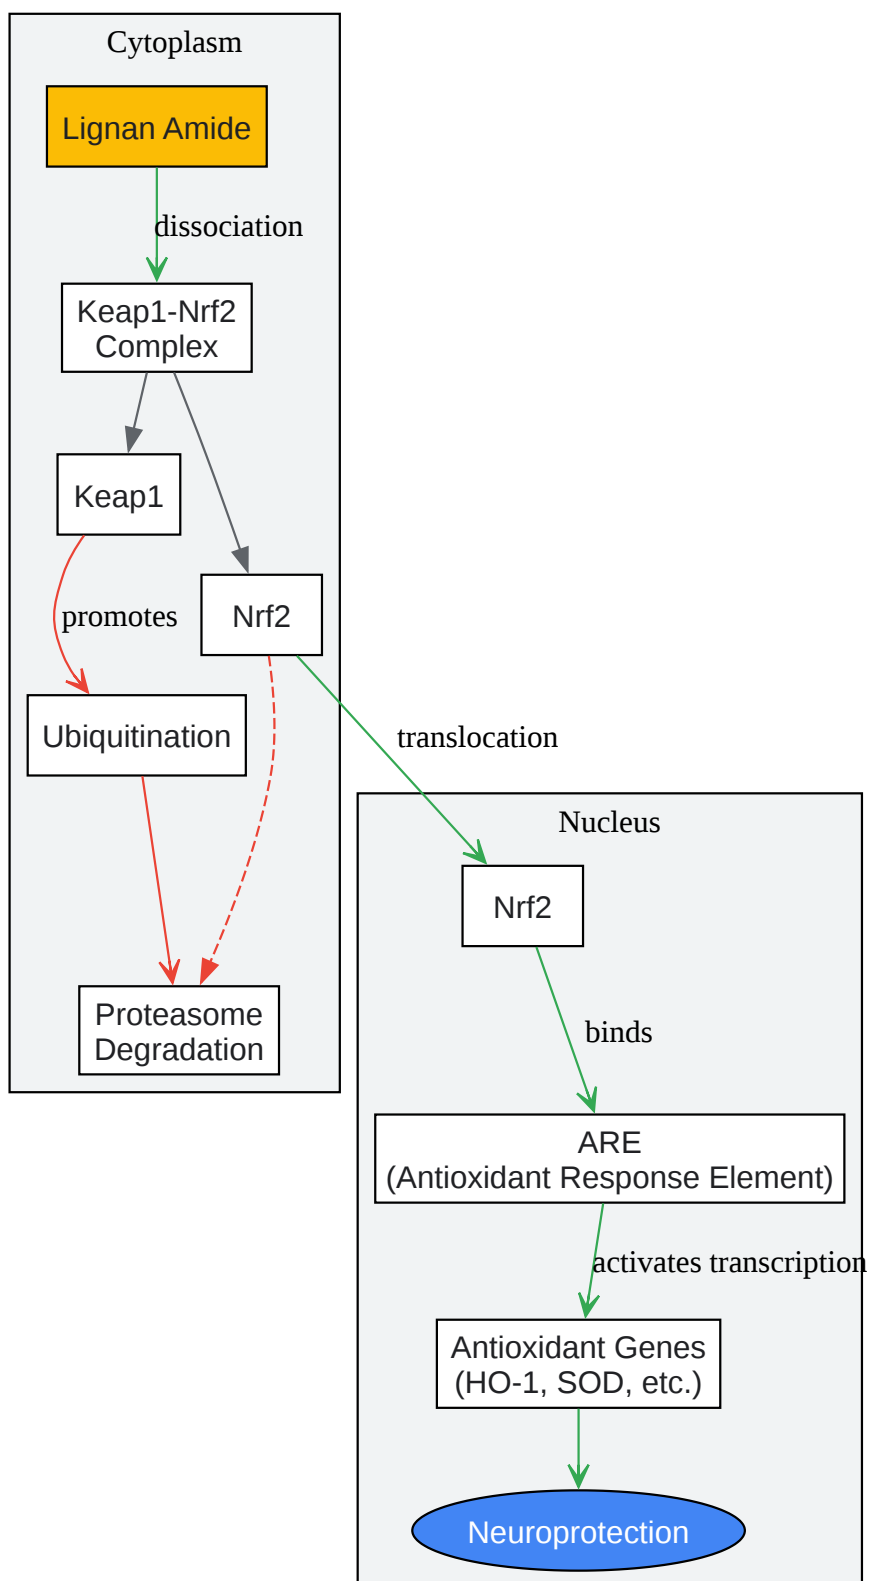 Cytoplasm
Lignan Amide
dissociation
Keap1-Nrf2
Complex
Keap1
Nrf2
promotes
Ubiquitination
translocation
Proteasome
Degradation
Nucleus
Nrf2
binds
ARE
(Antioxidant Response Element)
activates transcription
Antioxidant Genes
(HO-1, SOD, etc.)
Neuroprotection